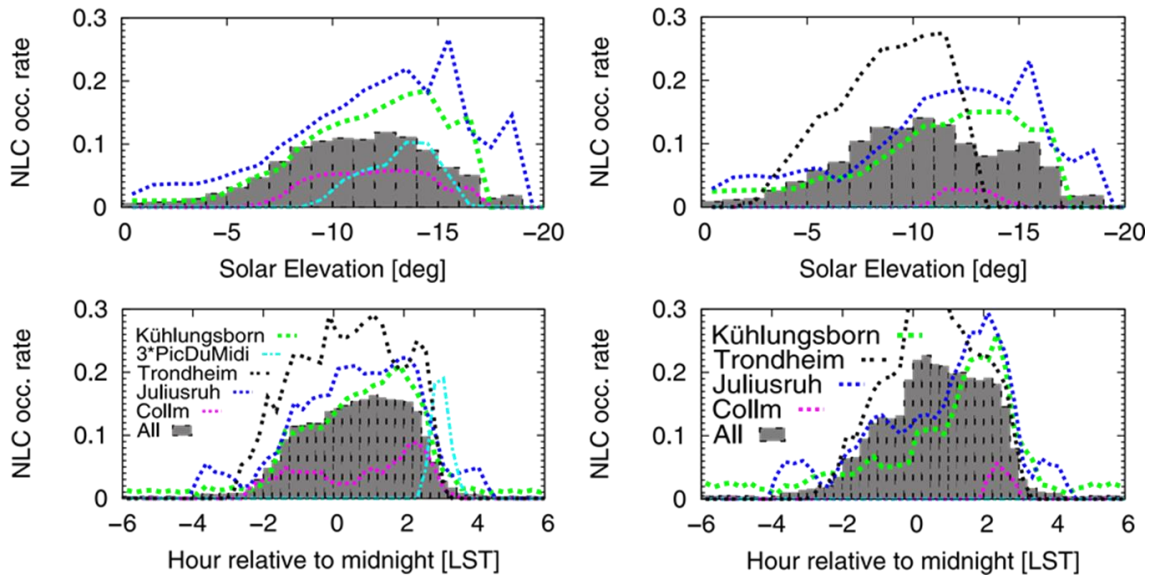 NLC occ. rate
0.3
0.2
0.1
0
0 −5 −10 −15 −20
Solar Elevation [deg]
NLC occ. rate
0.3
0.2
0.1
0
0 −5 −10 −15 −20
Solar Elevation [deg]
NLC occ. rate
0.3
0.2
0.1
0
Kühlungsborn
3*PicDuMidi
Trondheim
Juliusruh
Collm
All
−6 −4 −2 0 2 4 6
Hour relative to midnight [LST]
NLC occ. rate
0.3
0.2
0.1
0
Kühlungsborn
Trondheim
Juliusruh
Collm
All
−6 −4 −2 0 2 4 6
Hour relative to midnight [LST]